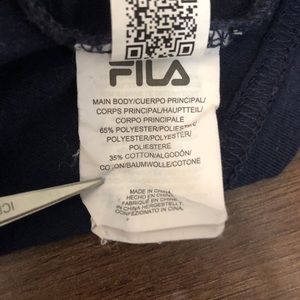 FILA
MAIN BODY/CUERPO PRINCIPAL/
CORPS PRINCIPAL/HAUPTTEIL/
CORPO PRINCIPALE
65% POLYESTER/POLIESTER/
POLYESTER/POLYESTER/
POLIESTERE
35% COTTON/ALGODÓN/
COTON/BAUMWOLLE/COTONE
MADE IN CHINA
HECHO EN CHINA
FABRIQUÉ EN CHINE
IN CHINA HERGESTELLT
CONFEZIONATO IN CINA